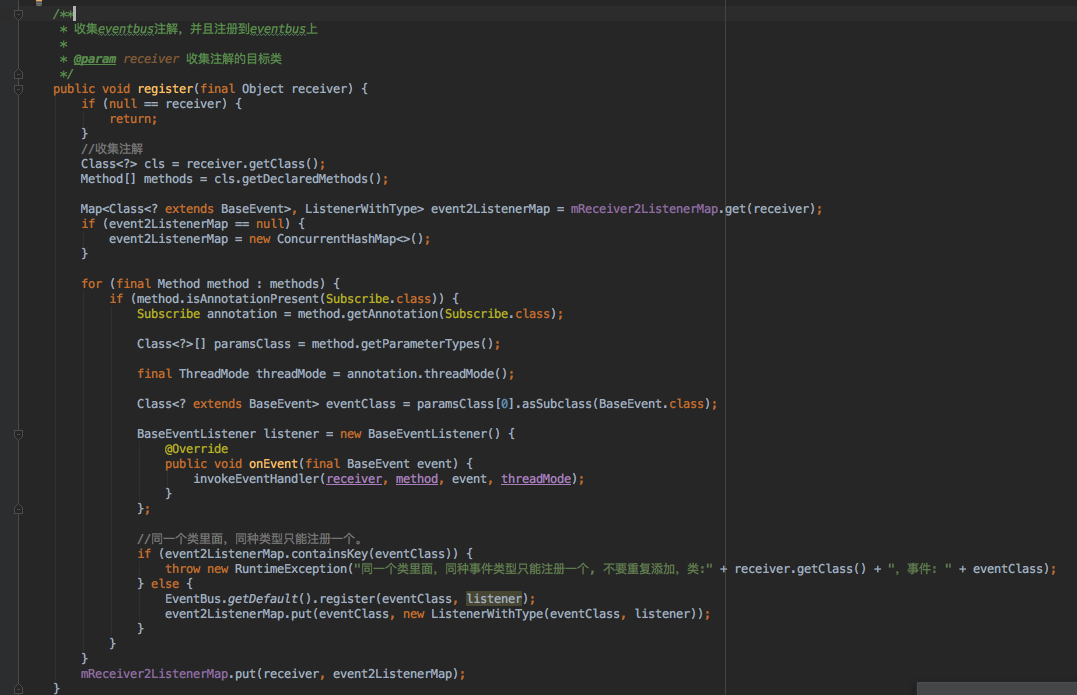 /**
 * 收集eventbus注解，并且注册到eventbus上
 *
 * @param receiver 收集注解的目标类
 */
public void register(final Object receiver) {
    if (null == receiver) {
        return;
    }
    //收集注解
    Class<?> cls = receiver.getClass();
    Method[] methods = cls.getDeclaredMethods();

    Map<Class<? extends BaseEvent>, ListenerWithType> event2ListenerMap = mReceiver2ListenerMap.get(receiver);
    if (event2ListenerMap == null) {
        event2ListenerMap = new ConcurrentHashMap<>();
    }

    for (final Method method : methods) {
        if (method.isAnnotationPresent(Subscribe.class)) {
            Subscribe annotation = method.getAnnotation(Subscribe.class);

            Class<?>[] paramsClass = method.getParameterTypes();

            final ThreadMode threadMode = annotation.threadMode();

            Class<? extends BaseEvent> eventClass = paramsClass[0].asSubclass(BaseEvent.class);

            BaseEventListener listener = new BaseEventListener() {
                @Override
                public void onEvent(final BaseEvent event) {
                    invokeEventHandler(receiver, method, event, threadMode);
                }
            };

            //同一个类里面，同种类型只能注册一个。
            if (event2ListenerMap.containsKey(eventClass)) {
                throw new RuntimeException("同一个类里面，同种事件类型只能注册一个, 不要重复添加，类:" + receiver.getClass() + "，事件: " + eventClass);
            } else {
                EventBus.getDefault().register(eventClass, listener);
                event2ListenerMap.put(eventClass, new ListenerWithType(eventClass, listener));
            }
        }
    }
    mReceiver2ListenerMap.put(receiver, event2ListenerMap);
}